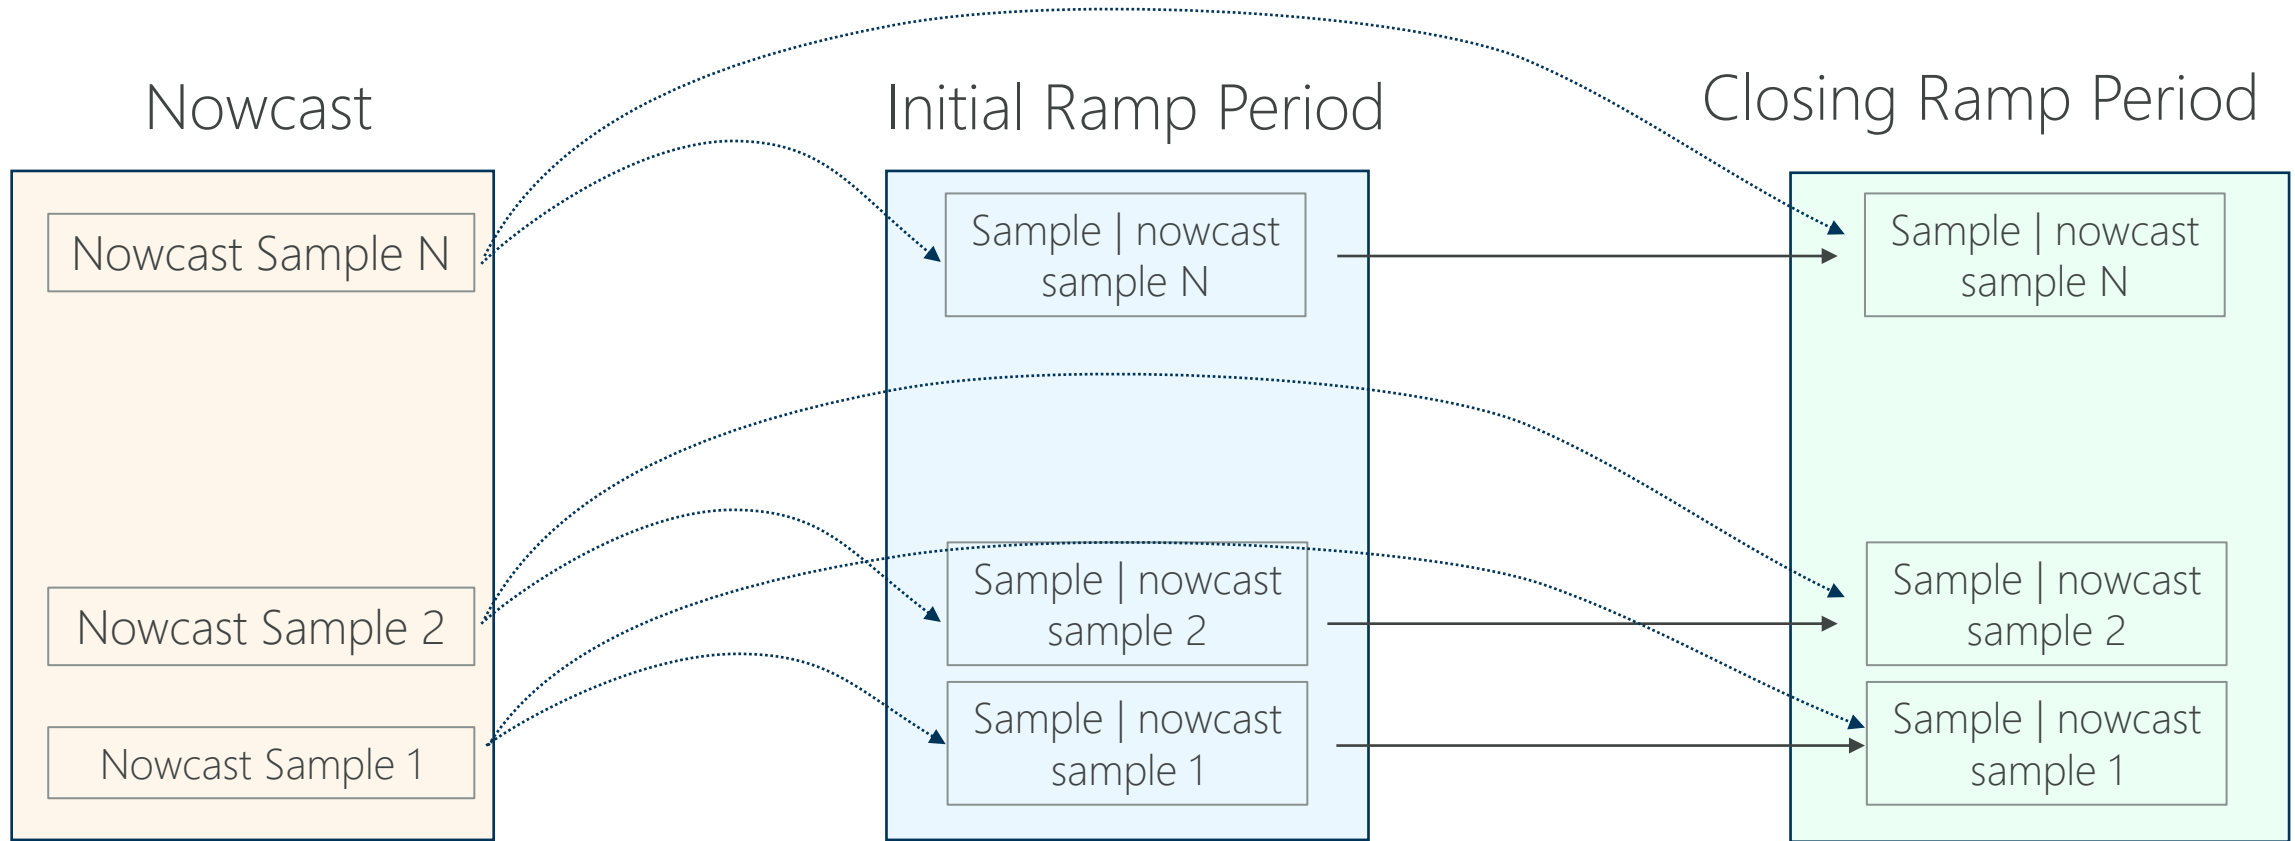 Nowcast
Initial Ramp Period
Closing Ramp Period
Nowcast Sample N
Sample | nowcast
sample N
Sample | nowcast
sample N
Nowcast Sample 2
Sample | nowcast
sample 2
Sample | nowcast
sample 2
Nowcast Sample 1
Sample | nowcast
sample 1
Sample | nowcast
sample 1